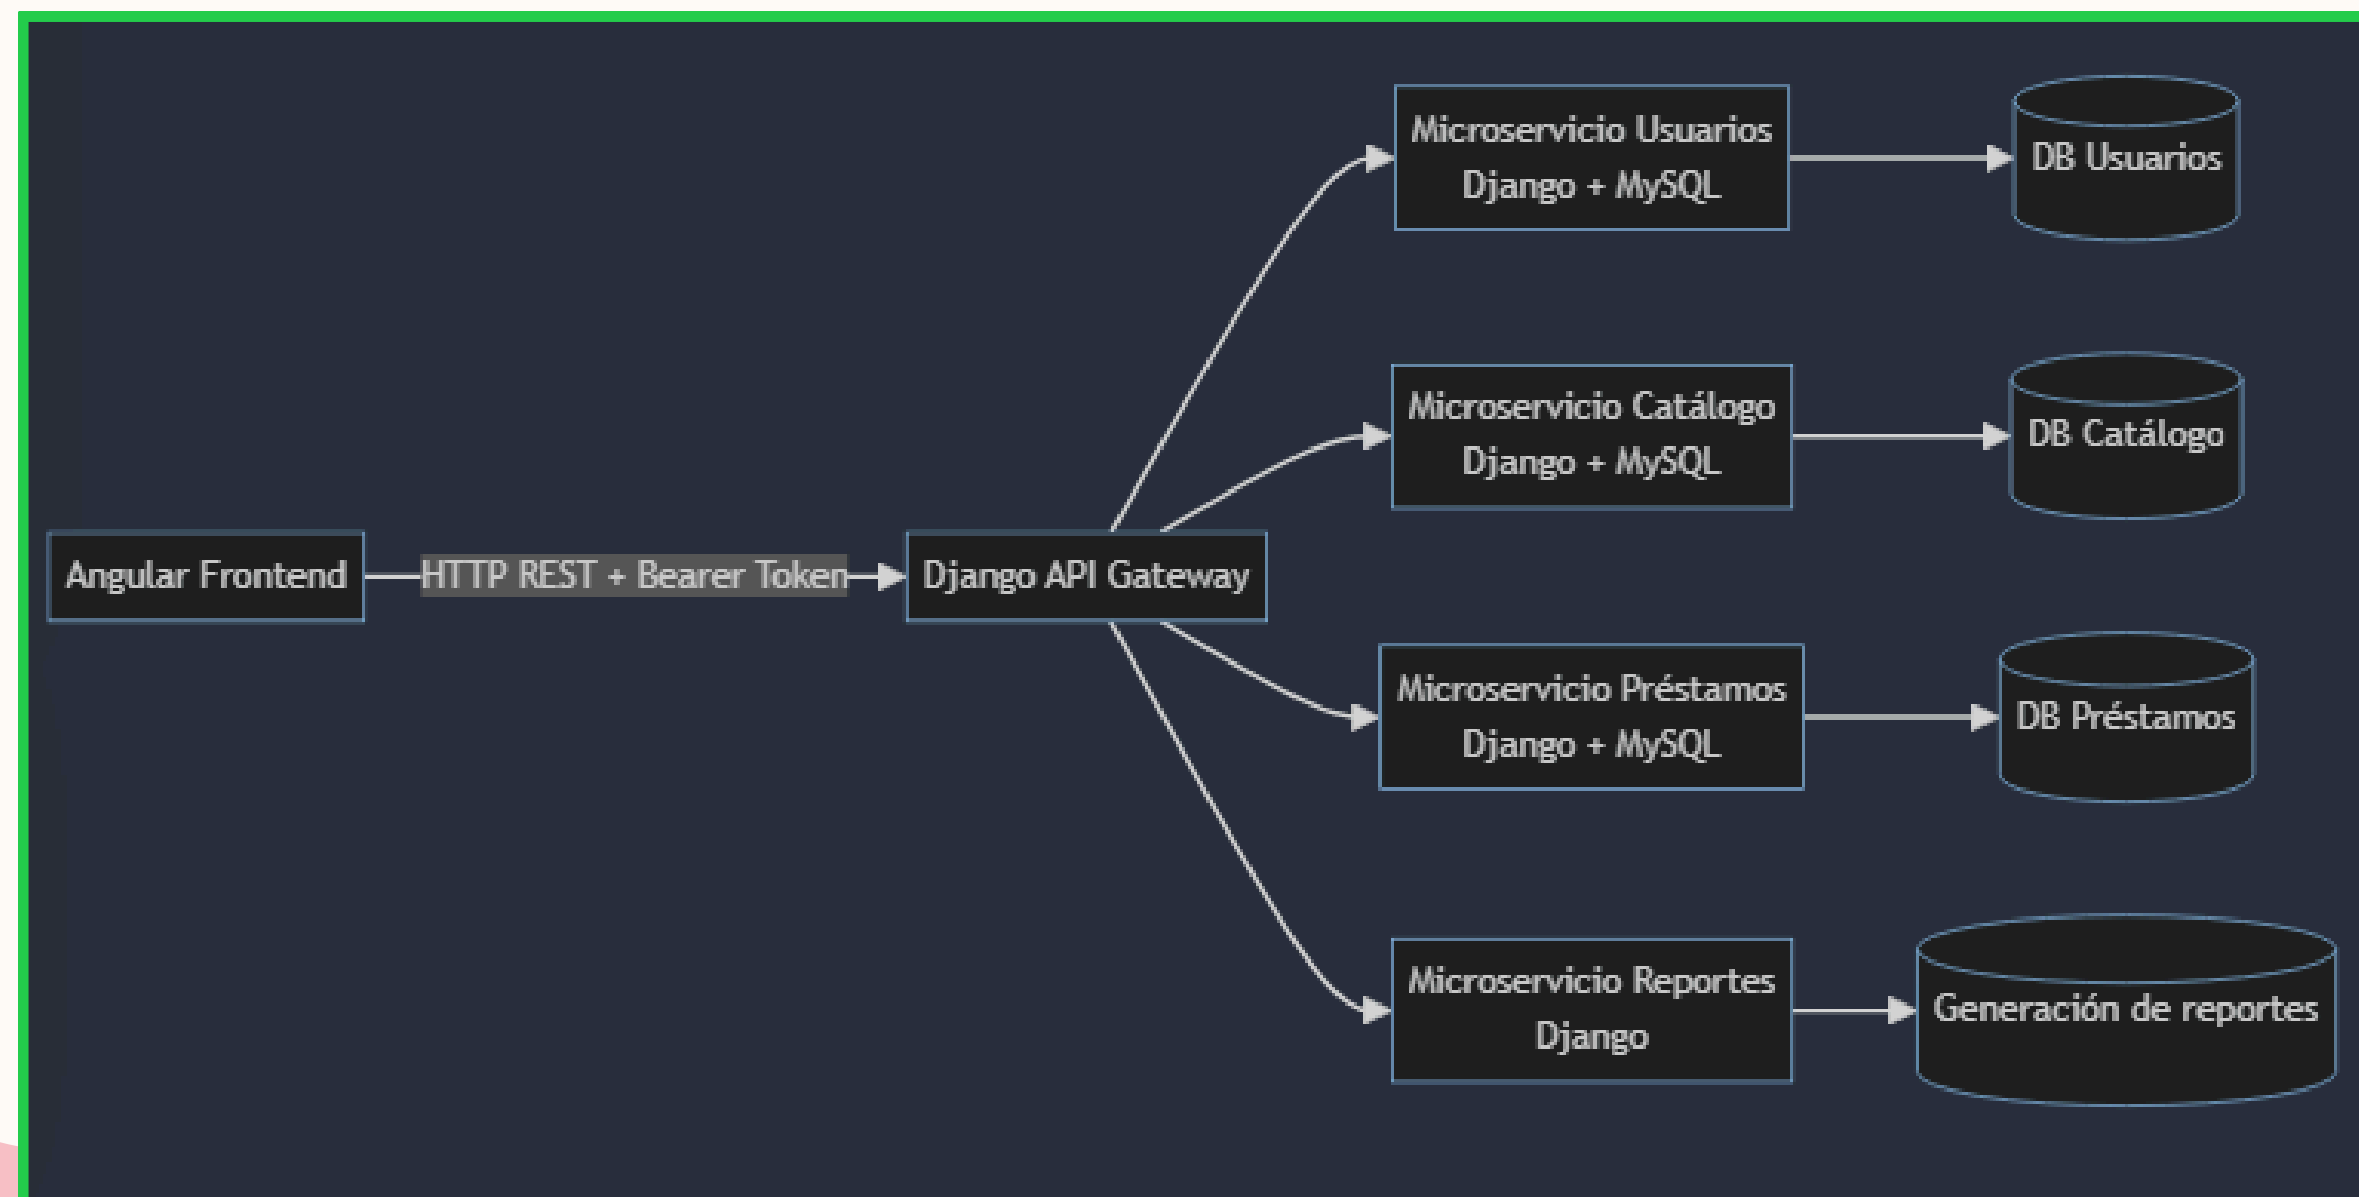 Angular Frontend
HTTP REST + Bearer Token
Django API Gateway
Microservicio Usuarios
Django + MySQL
DB Usuarios
Microservicio Catálogo
Django + MySQL
DB Catálogo
Microservicio Préstamos
Django + MySQL
DB Préstamos
Microservicio Reportes
Django
Generación de reportes